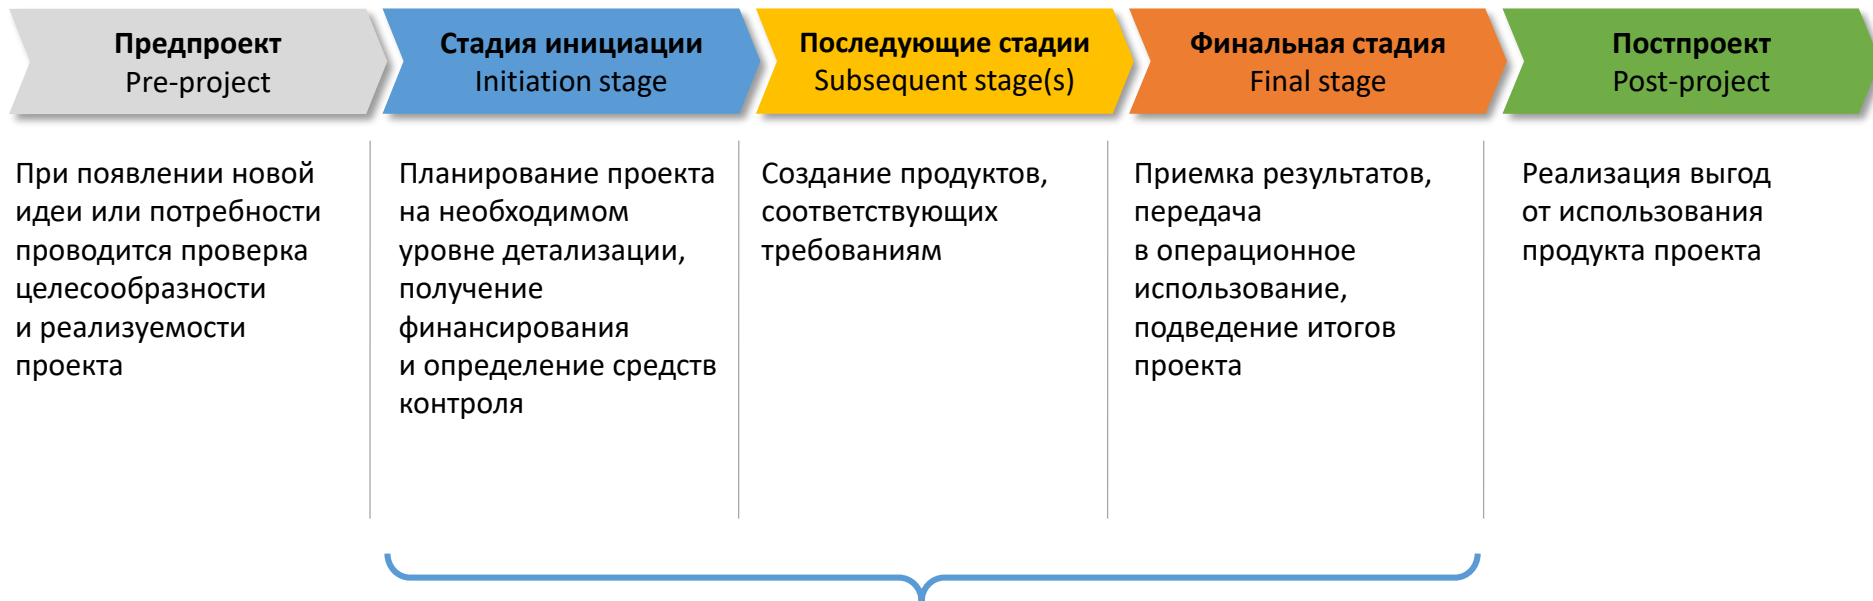 Предпроект
Pre-project
Стадия инициации
Initiation stage
Последующие стадии
Subsequent stage(s)
Финальная стадия
Final stage
Постпроект
Post-project
При появлении новой
идеи или потребности
проводится проверка
целесообразности
и реализуемости
проекта
Планирование проекта
на необходимом
уровне детализации,
получение
финансирования
и определение средств
контроля
Создание продуктов,
соответствующих
требованиям
Приемка результатов,
передача
в операционное
использование,
подведение итогов
проекта
Реализация выгод
от использования
продукта проекта